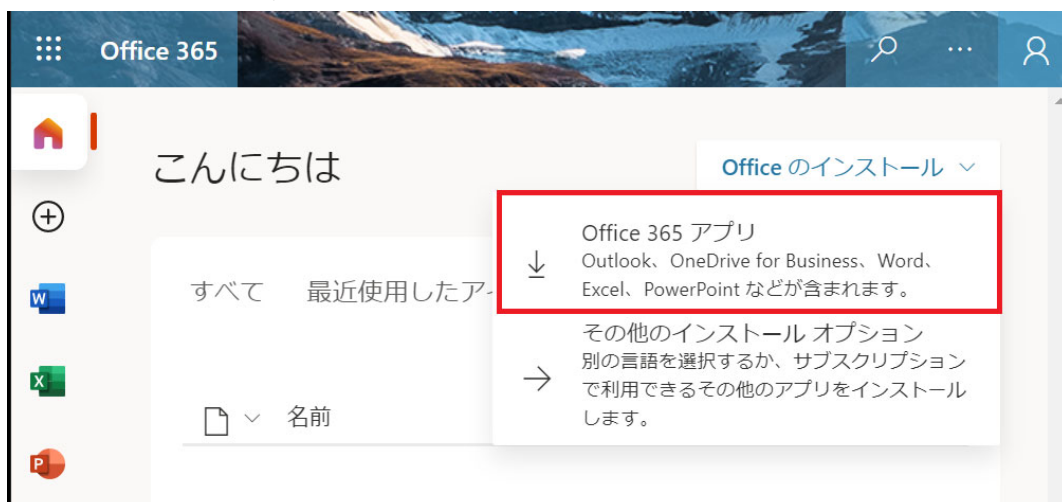 Office 365
こんにちは
Office のインストール
Office 365 アプリ
Outlook、OneDrive for Business、Word、
Excel、PowerPoint などが含まれます。
すべて 最近使用したア
その他のインストール オプション
別の言語を選択するか、サブスクリプション
で利用できるその他のアプリをインストール
します。
名前
W
X
P